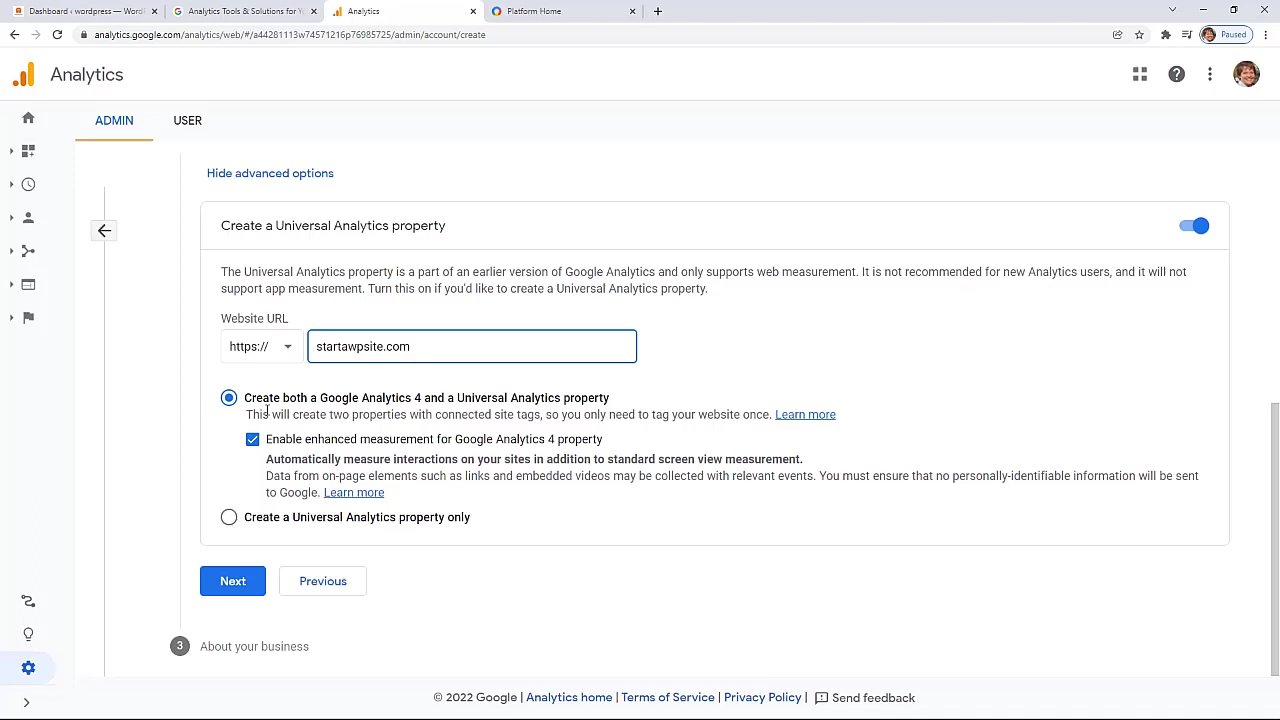 Dashboard ‹ wordpress — Word
Analytics Tools & Solutions for Yo
Analytics
Platform Home
analytics.google.com/analytics/web/#/a44281113w74571216p76985725/admin/account/create
Paused
Analytics
ADMIN
USER
Hide advanced options
Create a Universal Analytics property
The Universal Analytics property is a part of an earlier version of Google Analytics and only supports web measurement. It is not recommended for new Analytics users, and it will not
support app measurement. Turn this on if you'd like to create a Universal Analytics property.
Website URL
https://
startawpsite.com
Create both a Google Analytics 4 and a Universal Analytics property
This will create two properties with connected site tags, so you only need to tag your website once. Learn more
Enable enhanced measurement for Google Analytics 4 property
Automatically measure interactions on your sites in addition to standard screen view measurement.
Data from on-page elements such as links and embedded videos may be collected with relevant events. You must ensure that no personally-identifiable information will be sent
to Google. Learn more
Create a Universal Analytics property only
Next
Previous
3
About your business
© 2022 Google | Analytics home | Terms of Service | Privacy Policy | Send feedback